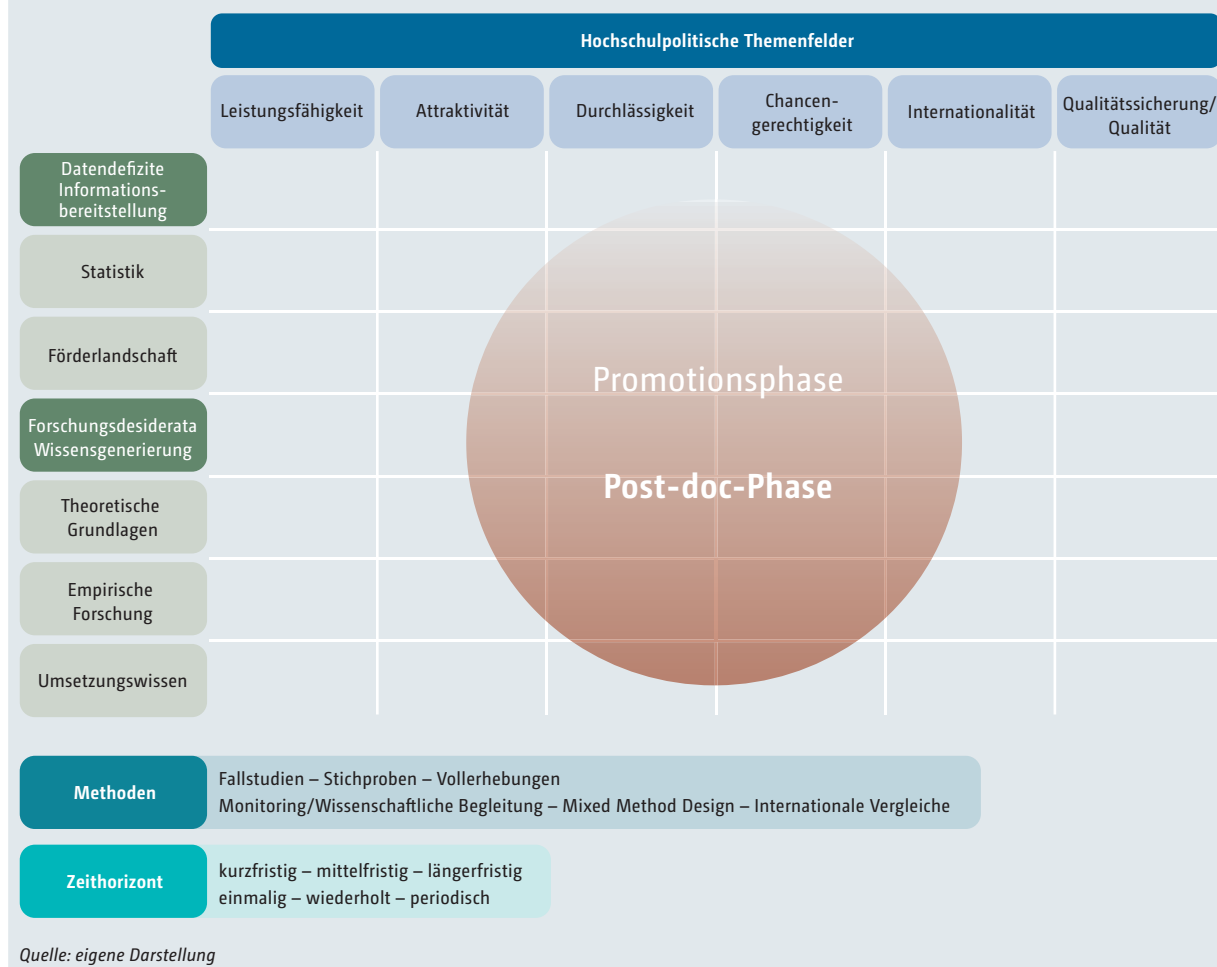 Hochschulpolitische Themenfelder
Leistungsfähigkeit
Attraktivität
Durchlässigkeit
Chancen-
gerechtigkeit
Internationalität
Qualitätssicherung/
Qualität
Datendefizite
Informations-
bereitstellung
Statistik
Förderlandschaft
Forschungsdesiderata
Wissensgenerierung
Theoretische
Grundlagen
Empirische
Forschung
Umsetzungswissen
Promotionsphase
Post-doc-Phase
Methoden
Fallstudien – Stichproben – Vollerhebungen
Monitoring/Wissenschaftliche Begleitung – Mixed Method Design – Internationale Vergleiche
Zeithorizont
kurzfristig – mittelfristig – längerfristig
einmalig – wiederholt – periodisch
Quelle: eigene Darstellung